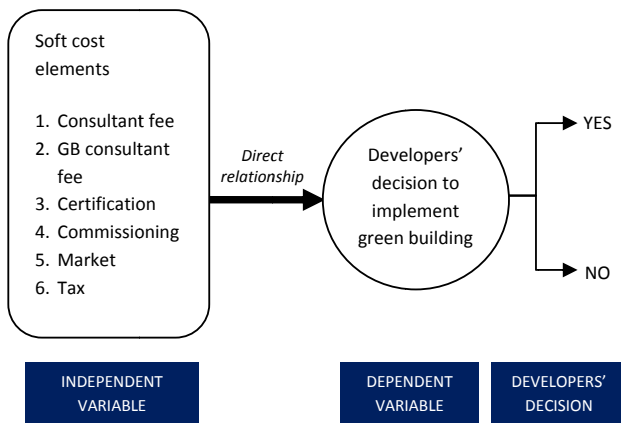 Soft cost
elements
1. Consultant fee
2. GB consultant
fee
3. Certification
4. Commissioning
5. Market
6. Tax
Direct
relationship
Developers'
decision to
implement
green building
YES
NO
INDEPENDENT
VARIABLE
DEPENDENT
VARIABLE
DEVELOPERS'
DECISION